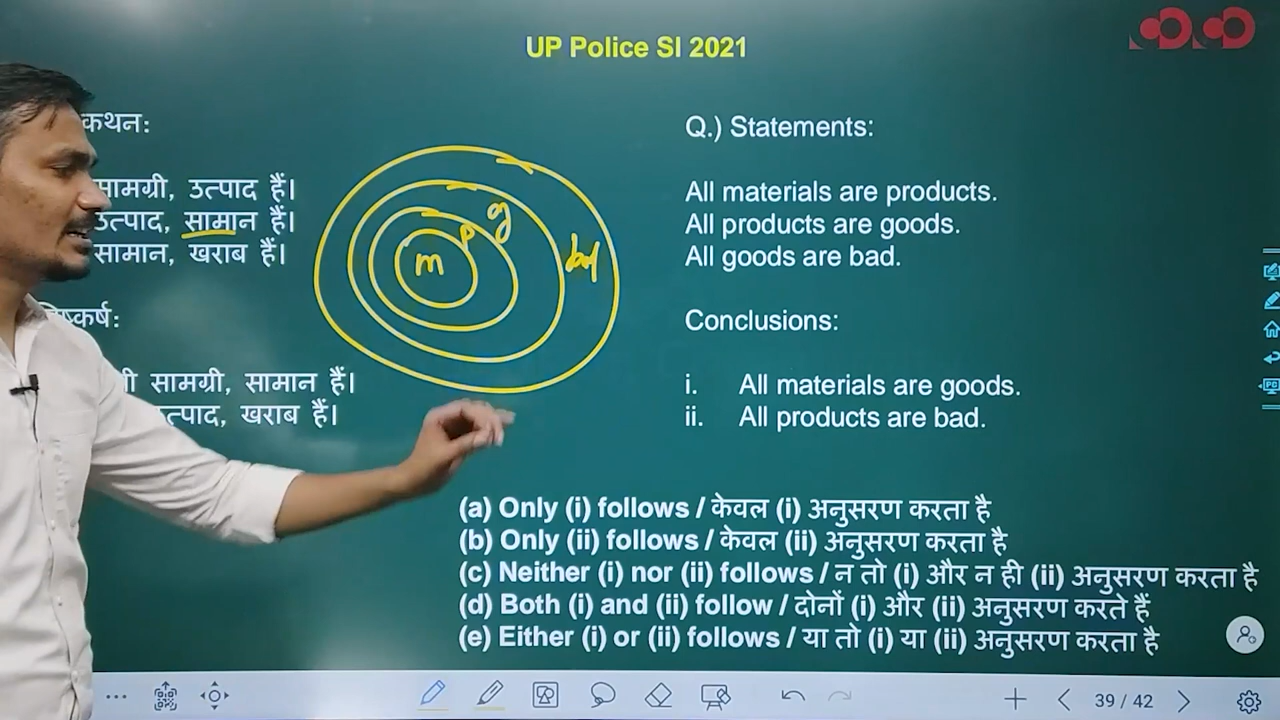 UP Police SI 2021
कथन:
सामग्री, उत्पाद हैं।
उत्पाद, सामान हैं।
सामान, खराब हैं।
निष्कर्ष:
सामग्री, सामान हैं।
खराब हैं।
m
p
g
Q.) Statements:
All materials are products.
All products are goods.
All goods are bad.
Conclusions:
i. All materials are goods.
ii. All products are bad.
(a) Only (i) follows / केवल (i) अनुसरण करता है
(b) Only (ii) follows / केवल (ii) अनुसरण करता है
(c) Neither (i) nor (ii) follows / न तो (i) और न ही (ii) अनुसरण करता है
(d) Both (i) and (ii) follow / दोनों (i) और (ii) अनुसरण करते हैं
(e) Either (i) or (ii) follows / या तो (i) या (ii) अनुसरण करता है
39 / 42